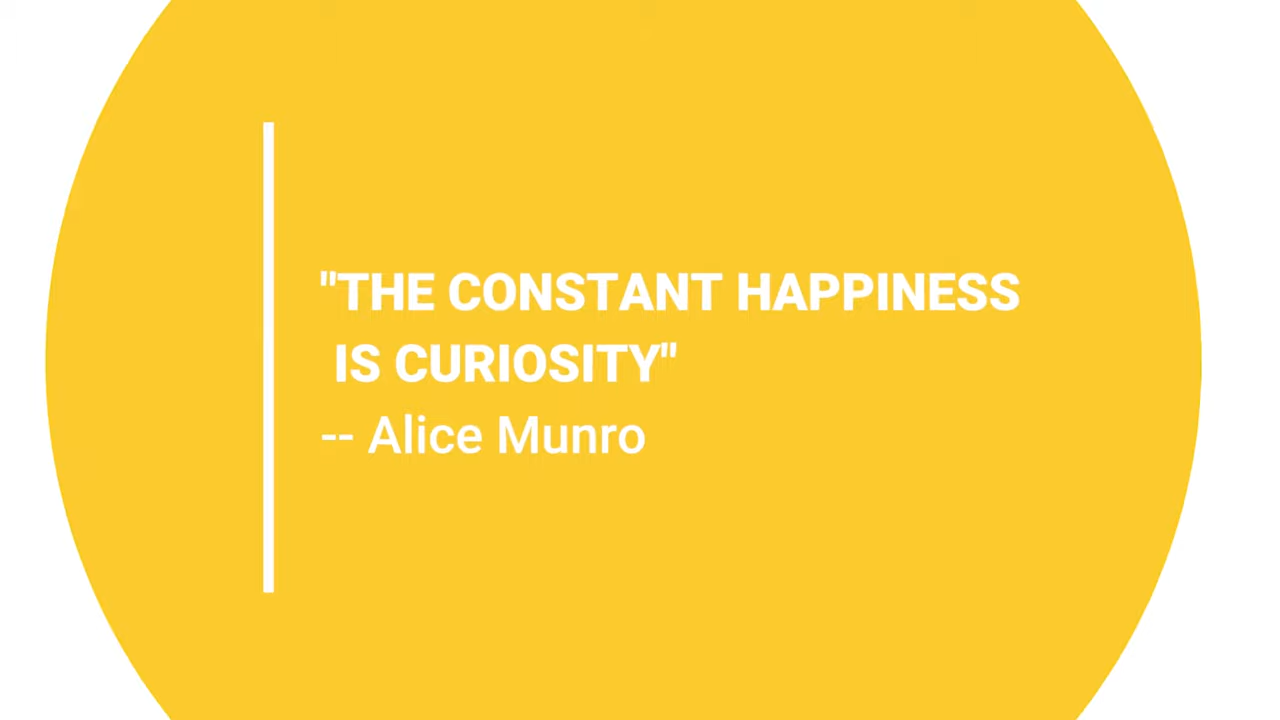 "THE CONSTANT HAPPINESS
IS CURIOSITY"
-- Alice Munro